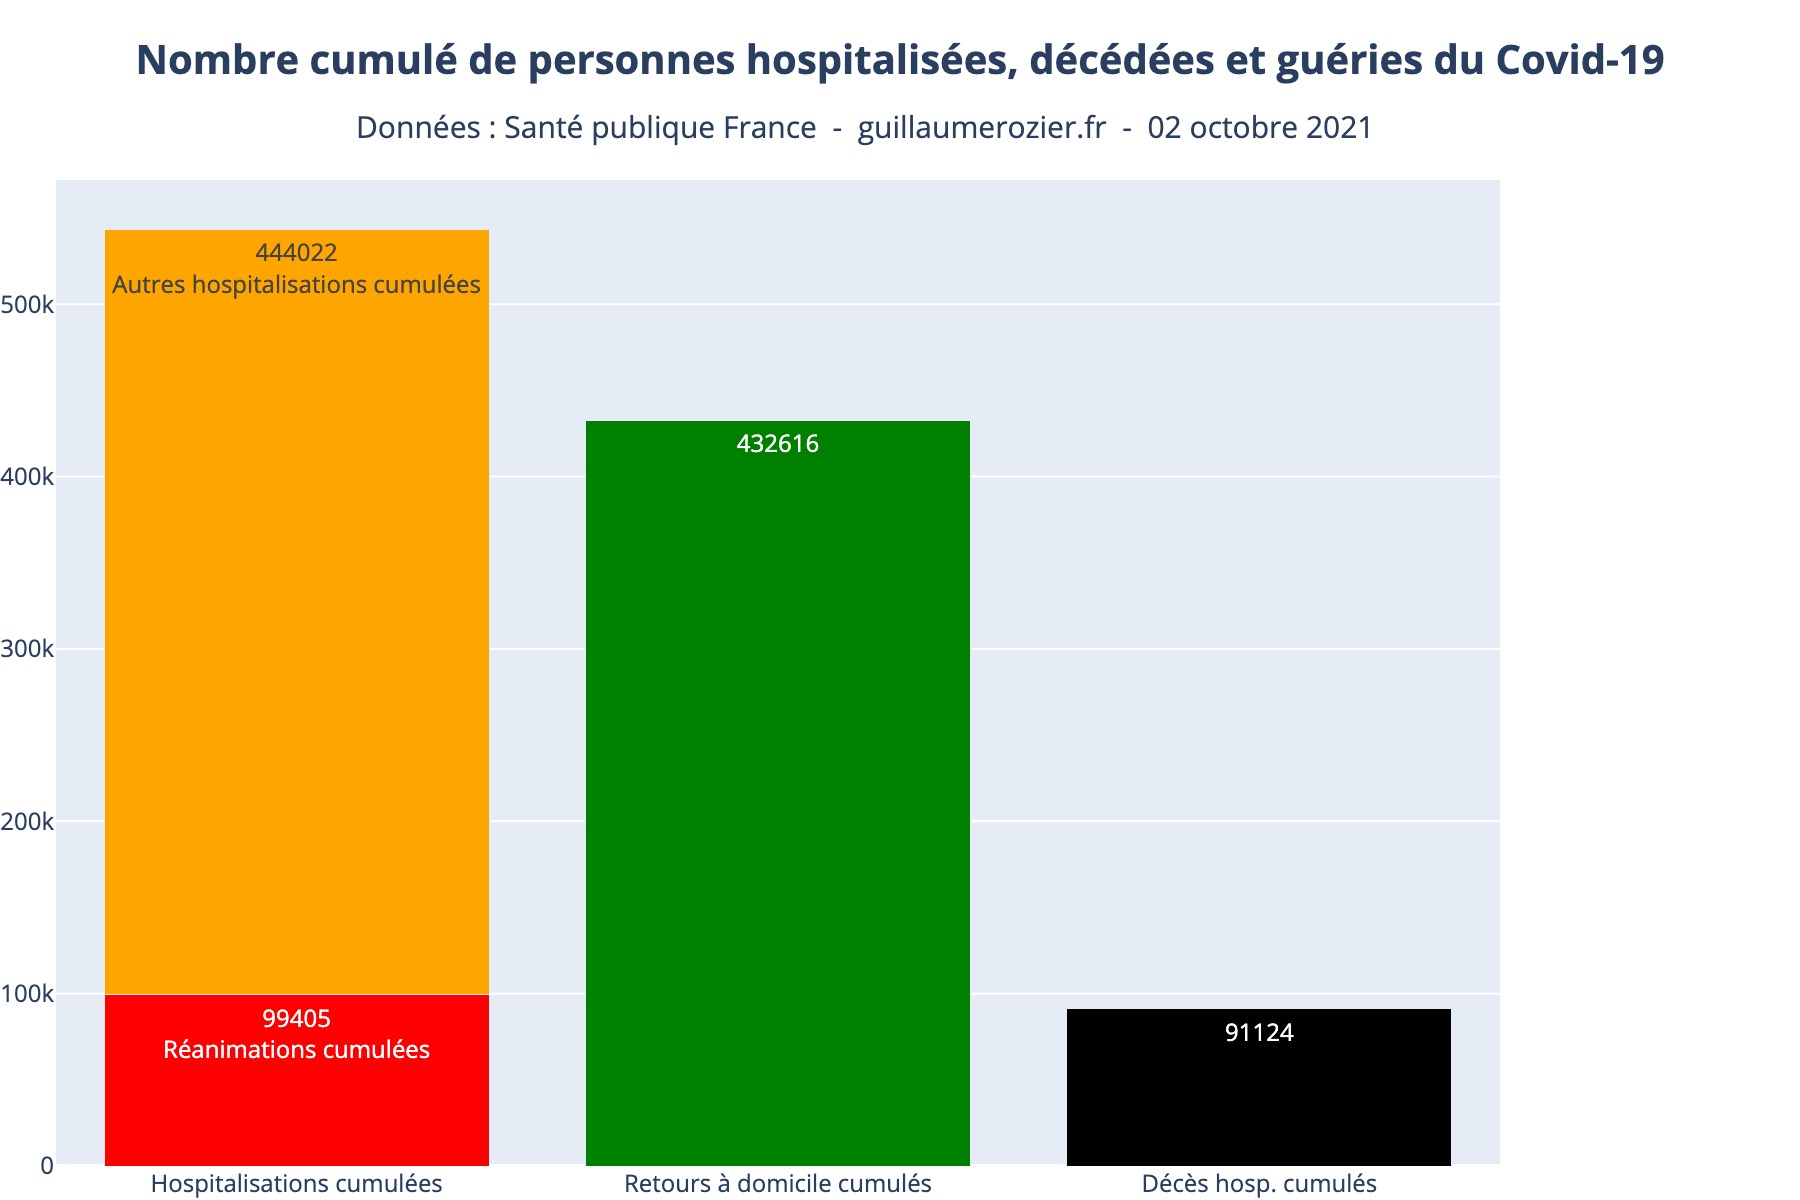 Nombre cumulé de personnes hospitalisées, décédées et guéries du Covid-19
Données : Santé publique France - guillaumerozier.fr - 02 octobre 2021
444022
Autres hospitalisations cumulées
500k
432616
400k
300k
200k
100k
99405
Réanimations cumulées
91124
0
Hospitalisations cumulées
Retours à domicile cumulés
Décès hosp. cumulés